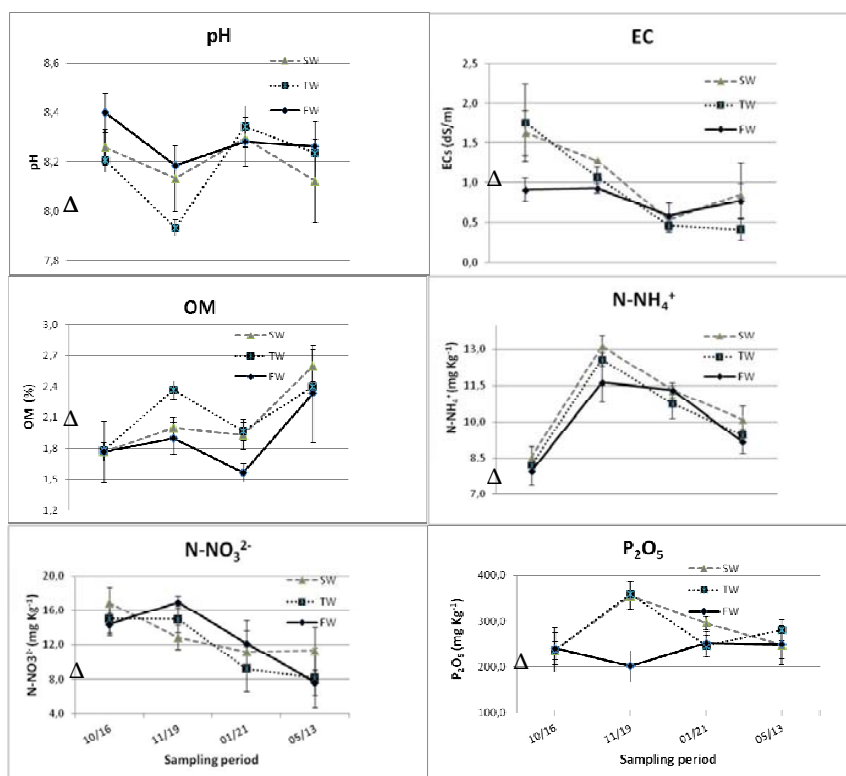 pH
8,6
8,4
8,2
8,0
7,8
pH
Δ
SW
TW
FW
EC
2,5
2,0
1,5
1,0
0,5
0,0
ECs (dS/m)
Δ
SW
TW
FW
OM
3,0
2,7
2,4
2,1
1,8
1,5
1,2
OM (%)
Δ
SW
TW
FW
N-NH₄⁺
13,0
11,5
10,0
8,5
7,0
N-NH₄⁺ (mg Kg⁻¹)
Δ
SW
TW
FW
N-NO₃²⁻
20,0
16,0
12,0
8,0
4,0
N-NO3⁻ (mg Kg⁻¹)
Δ
SW
TW
FW
10/16 11/19 01/21 05/13
Sampling period
P₂O₅
400,0
300,0
200,0
100,0
P₂O₅ (mg Kg⁻¹)
Δ
SW
TW
FW
10/16 11/19 01/21 05/13
Sampling period